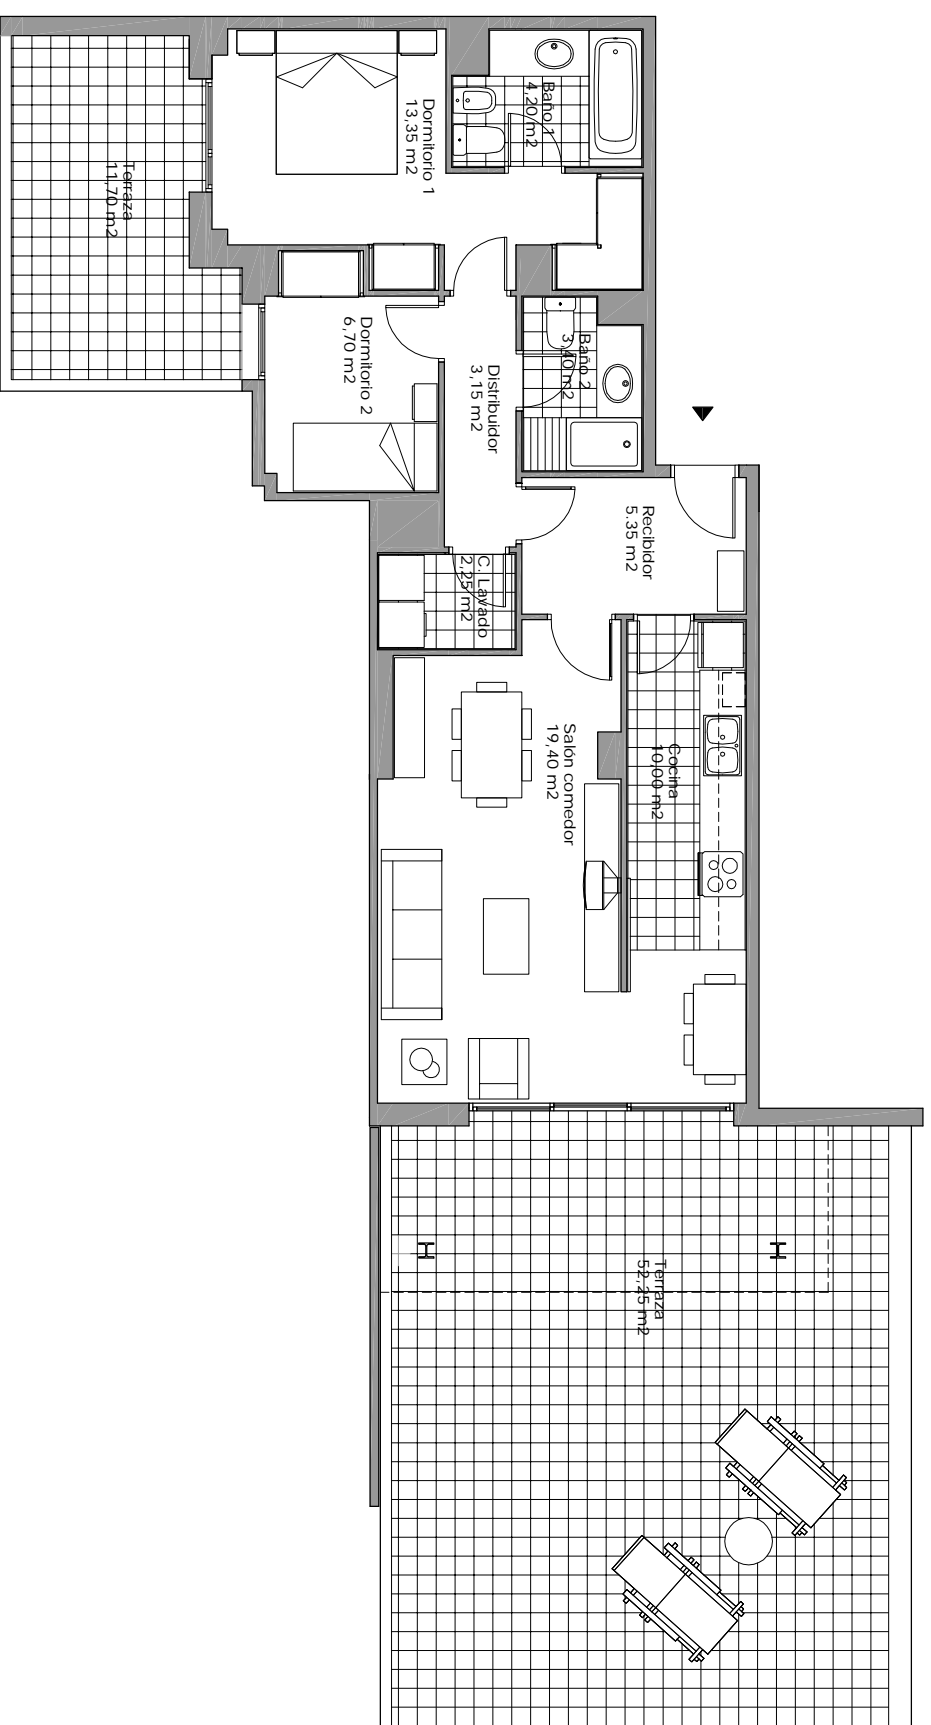 Baño 1
4,20 m2
Dormitorio 1
13,35 m2
Terraza
11,70 m2
Dormitorio 2
6,70 m2
Distribuidor
3,15 m2
Baño 2
3,40 m2
Recibidor
5.35 m2
C. Lavado
2,25 m2
Salón comedor
19,40 m2
Cocina
10,00 m2
Terraza
52,25 m2